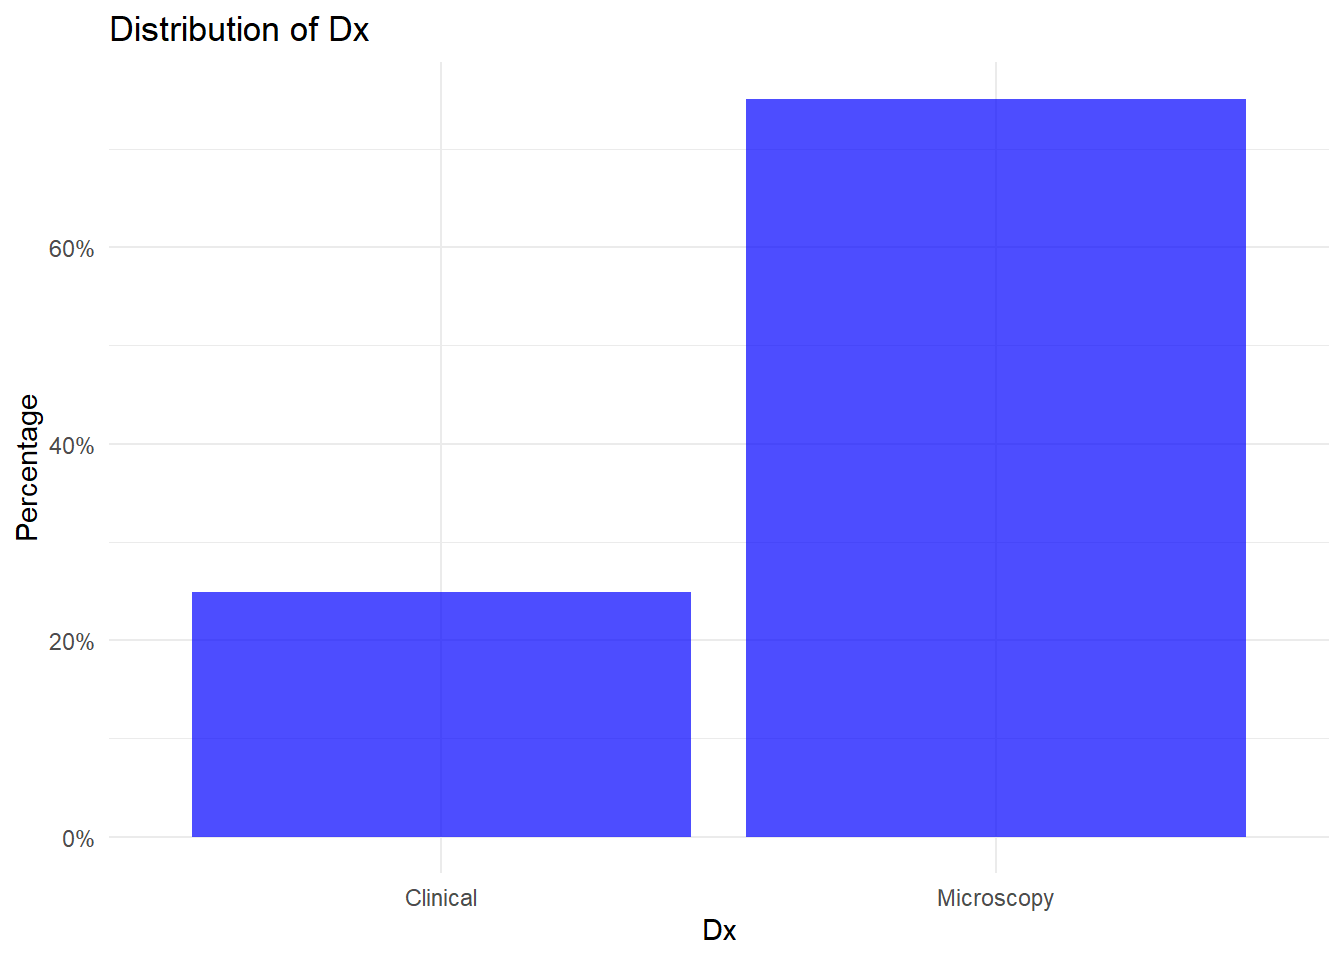 Distribution of Dx
Percentage
60%
40%
20%
0%
Clinical
Microscopy
Dx